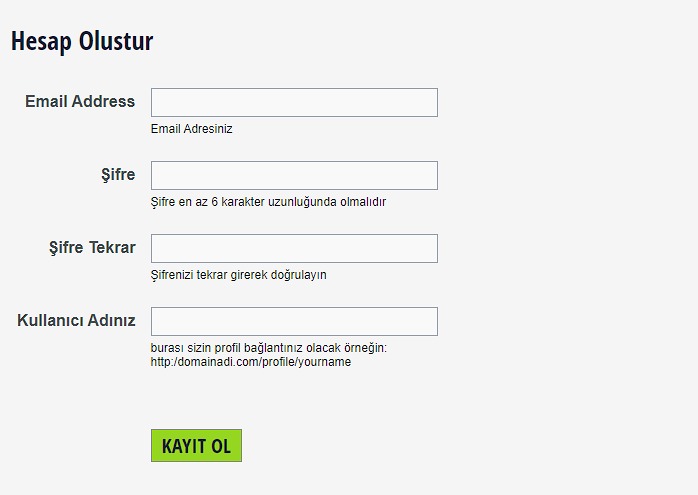 Hesap Olustur
Email Address
Email Adresiniz
Şifre
Şifre en az 6 karakter uzunluğunda olmalıdır
Şifre Tekrar
Şifrenizi tekrar girerek doğrulayın
Kullanıcı Adınız
burası sizin profil bağlantınız olacak örneğin:
http:/domainadi.com/profile/yourname
KAYIT OL